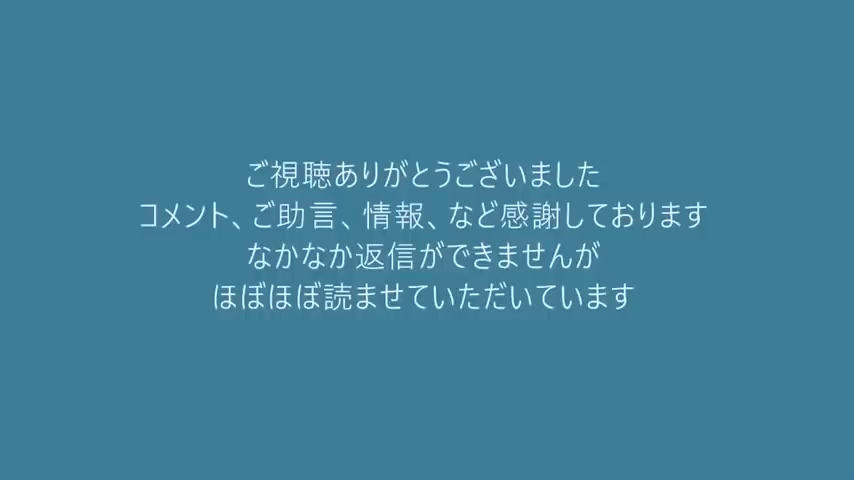 ご視聴ありがとうございました
コメント、ご助言、情報、など感謝しております
なかなか返信ができませんが
ほぼほぼ読ませていただいています